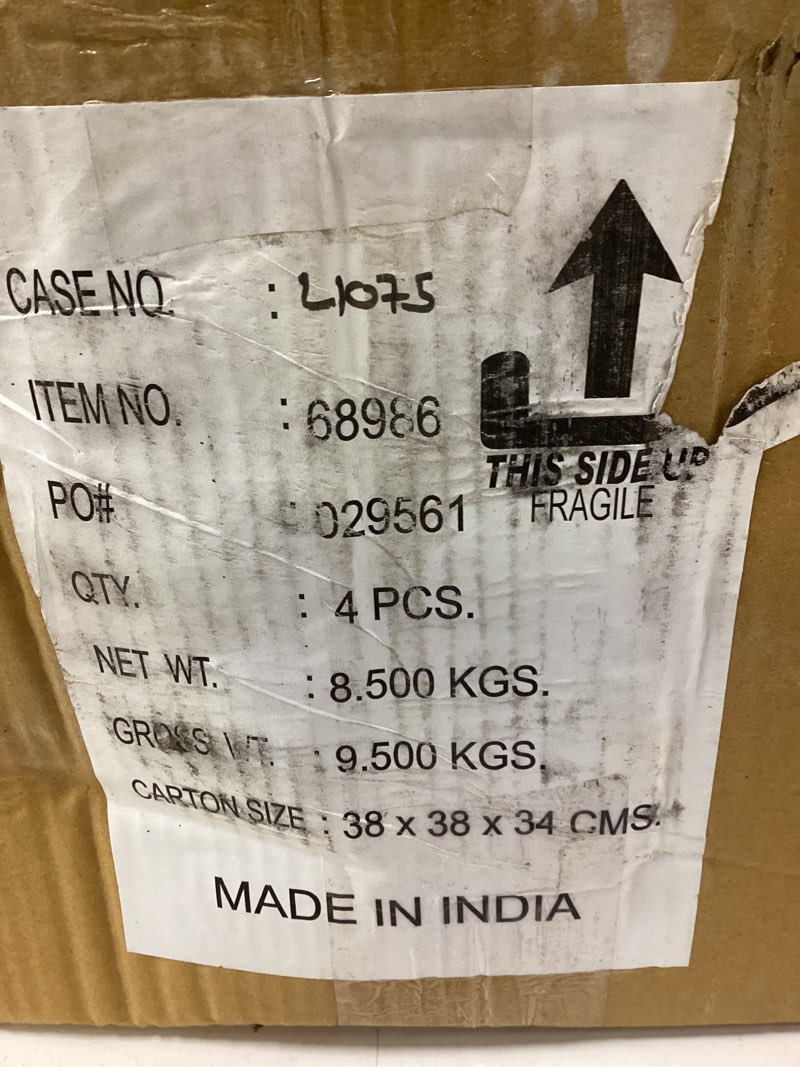 CASE NO. : L1075
ITEM NO. : 68986
PO# : 029561
THIS SIDE UP
FRAGILE
QTY. : 4 PCS.
NET WT. : 8.500 KGS.
GROSS WT. : 9.500 KGS.
CARTON SIZE : 38 x 38 x 34 CMS.
MADE IN INDIA